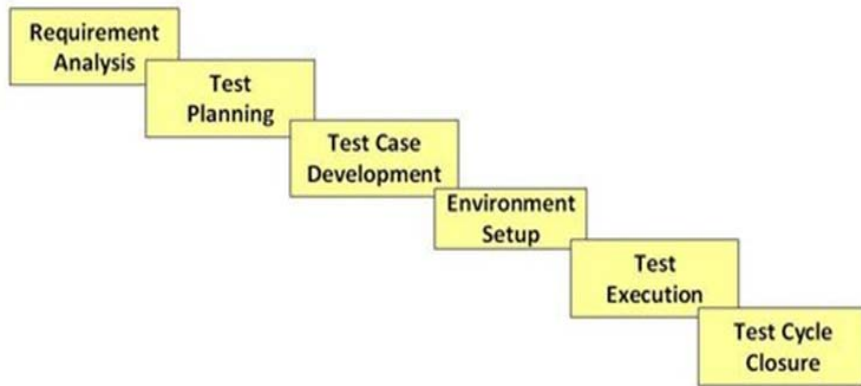 Requirement
Analysis
Test
Planning
Test Case
Development
Environment
Setup
Test
Execution
Test Cycle
Closure